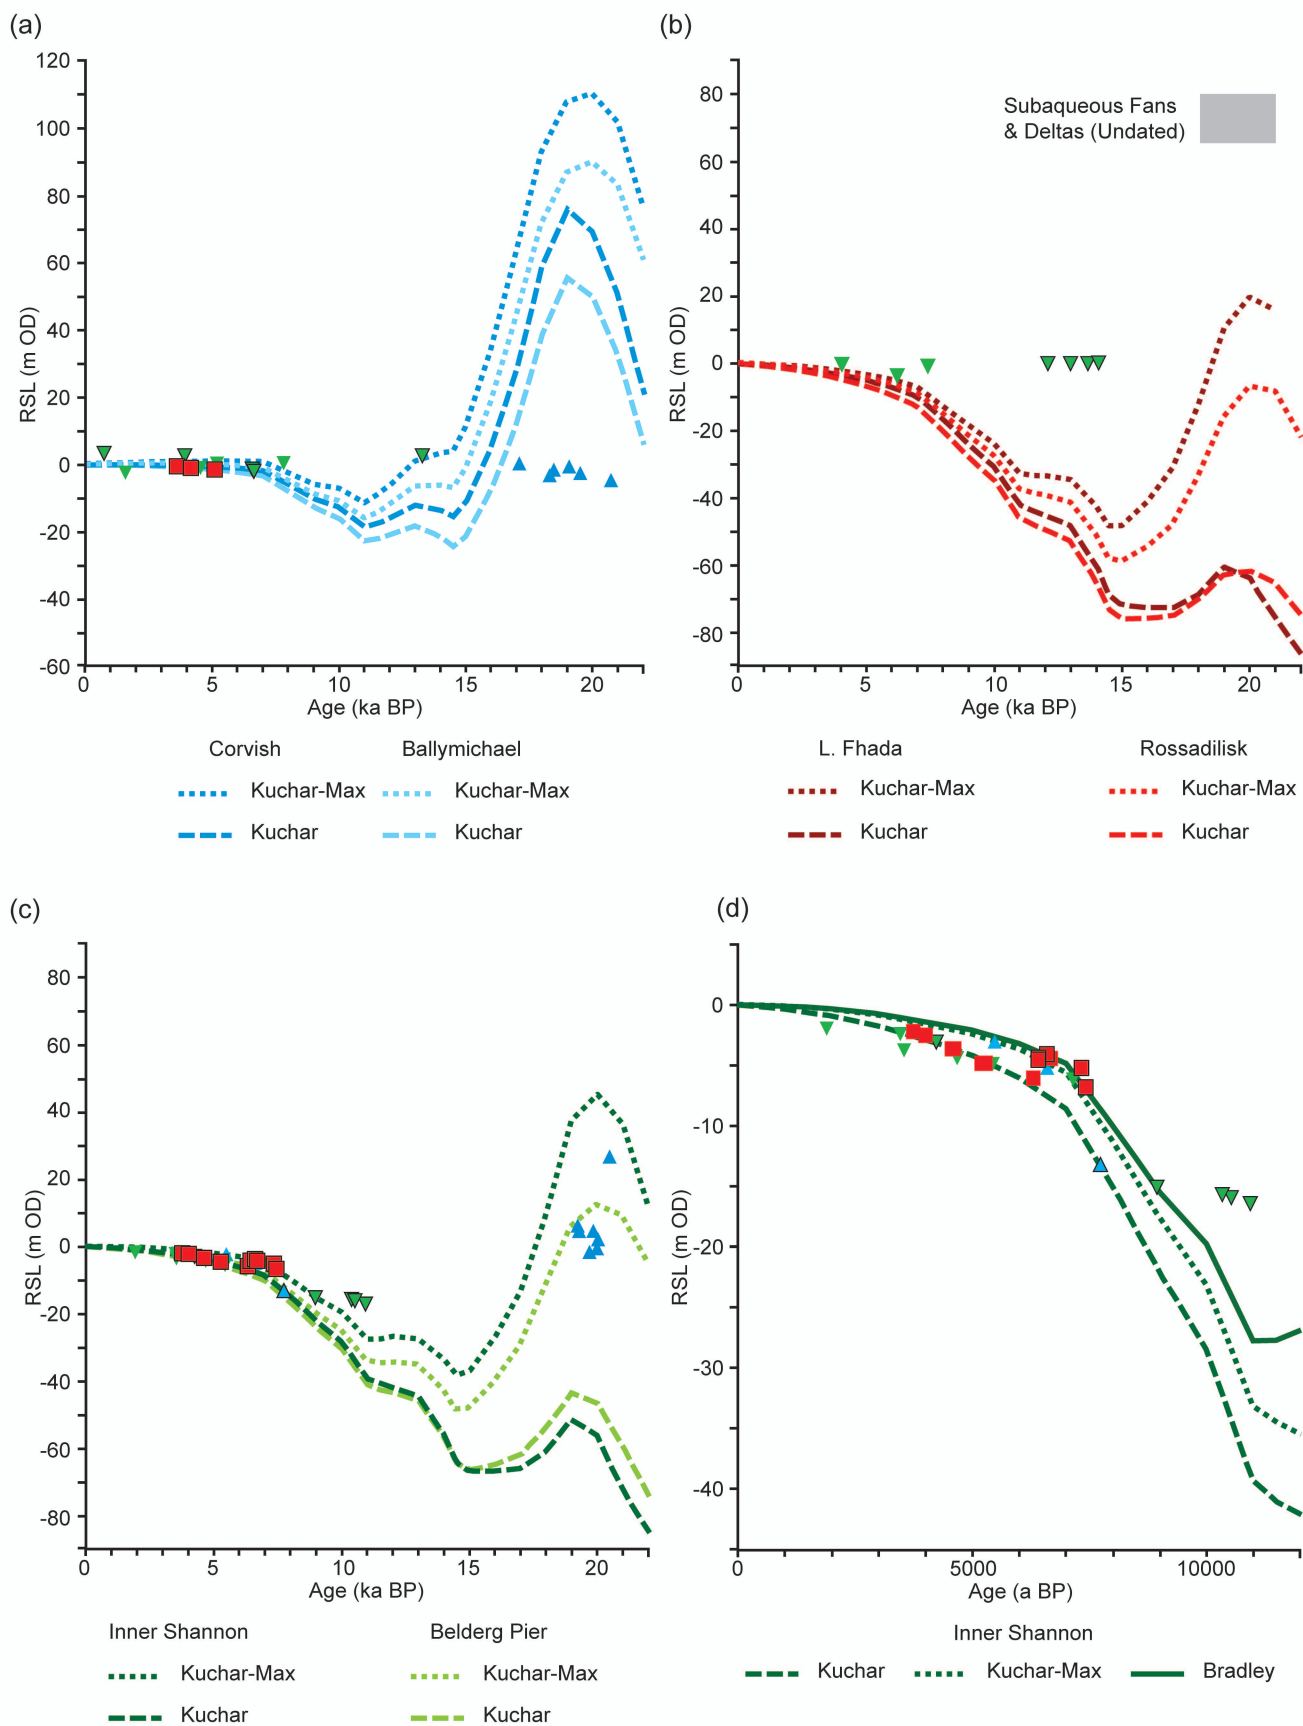 (a)
RSL (m OD)
120
100
80
60
40
20
0
-20
-40
-60
0
5
10
15
20
Age (ka BP)
Corvish
Ballymichael
Kuchar-Max
Kuchar-Max
Kuchar
Kuchar
(b)
RSL (m OD)
80
60
40
20
0
-20
-40
-60
-80
Subaqueous Fans
& Deltas (Undated)
0
5
10
15
20
Age (ka BP)
L. Fhada
Rossadilisk
Kuchar-Max
Kuchar-Max
Kuchar
Kuchar
(c)
RSL (m OD)
80
60
40
20
0
-20
-40
-60
-80
0
5
10
15
20
Age (ka BP)
Inner Shannon
Belderg Pier
Kuchar-Max
Kuchar-Max
Kuchar
Kuchar
(d)
RSL (m OD)
0
-10
-20
-30
-40
0
5000
10000
Age (a BP)
Inner Shannon
Kuchar
Kuchar-Max
Bradley